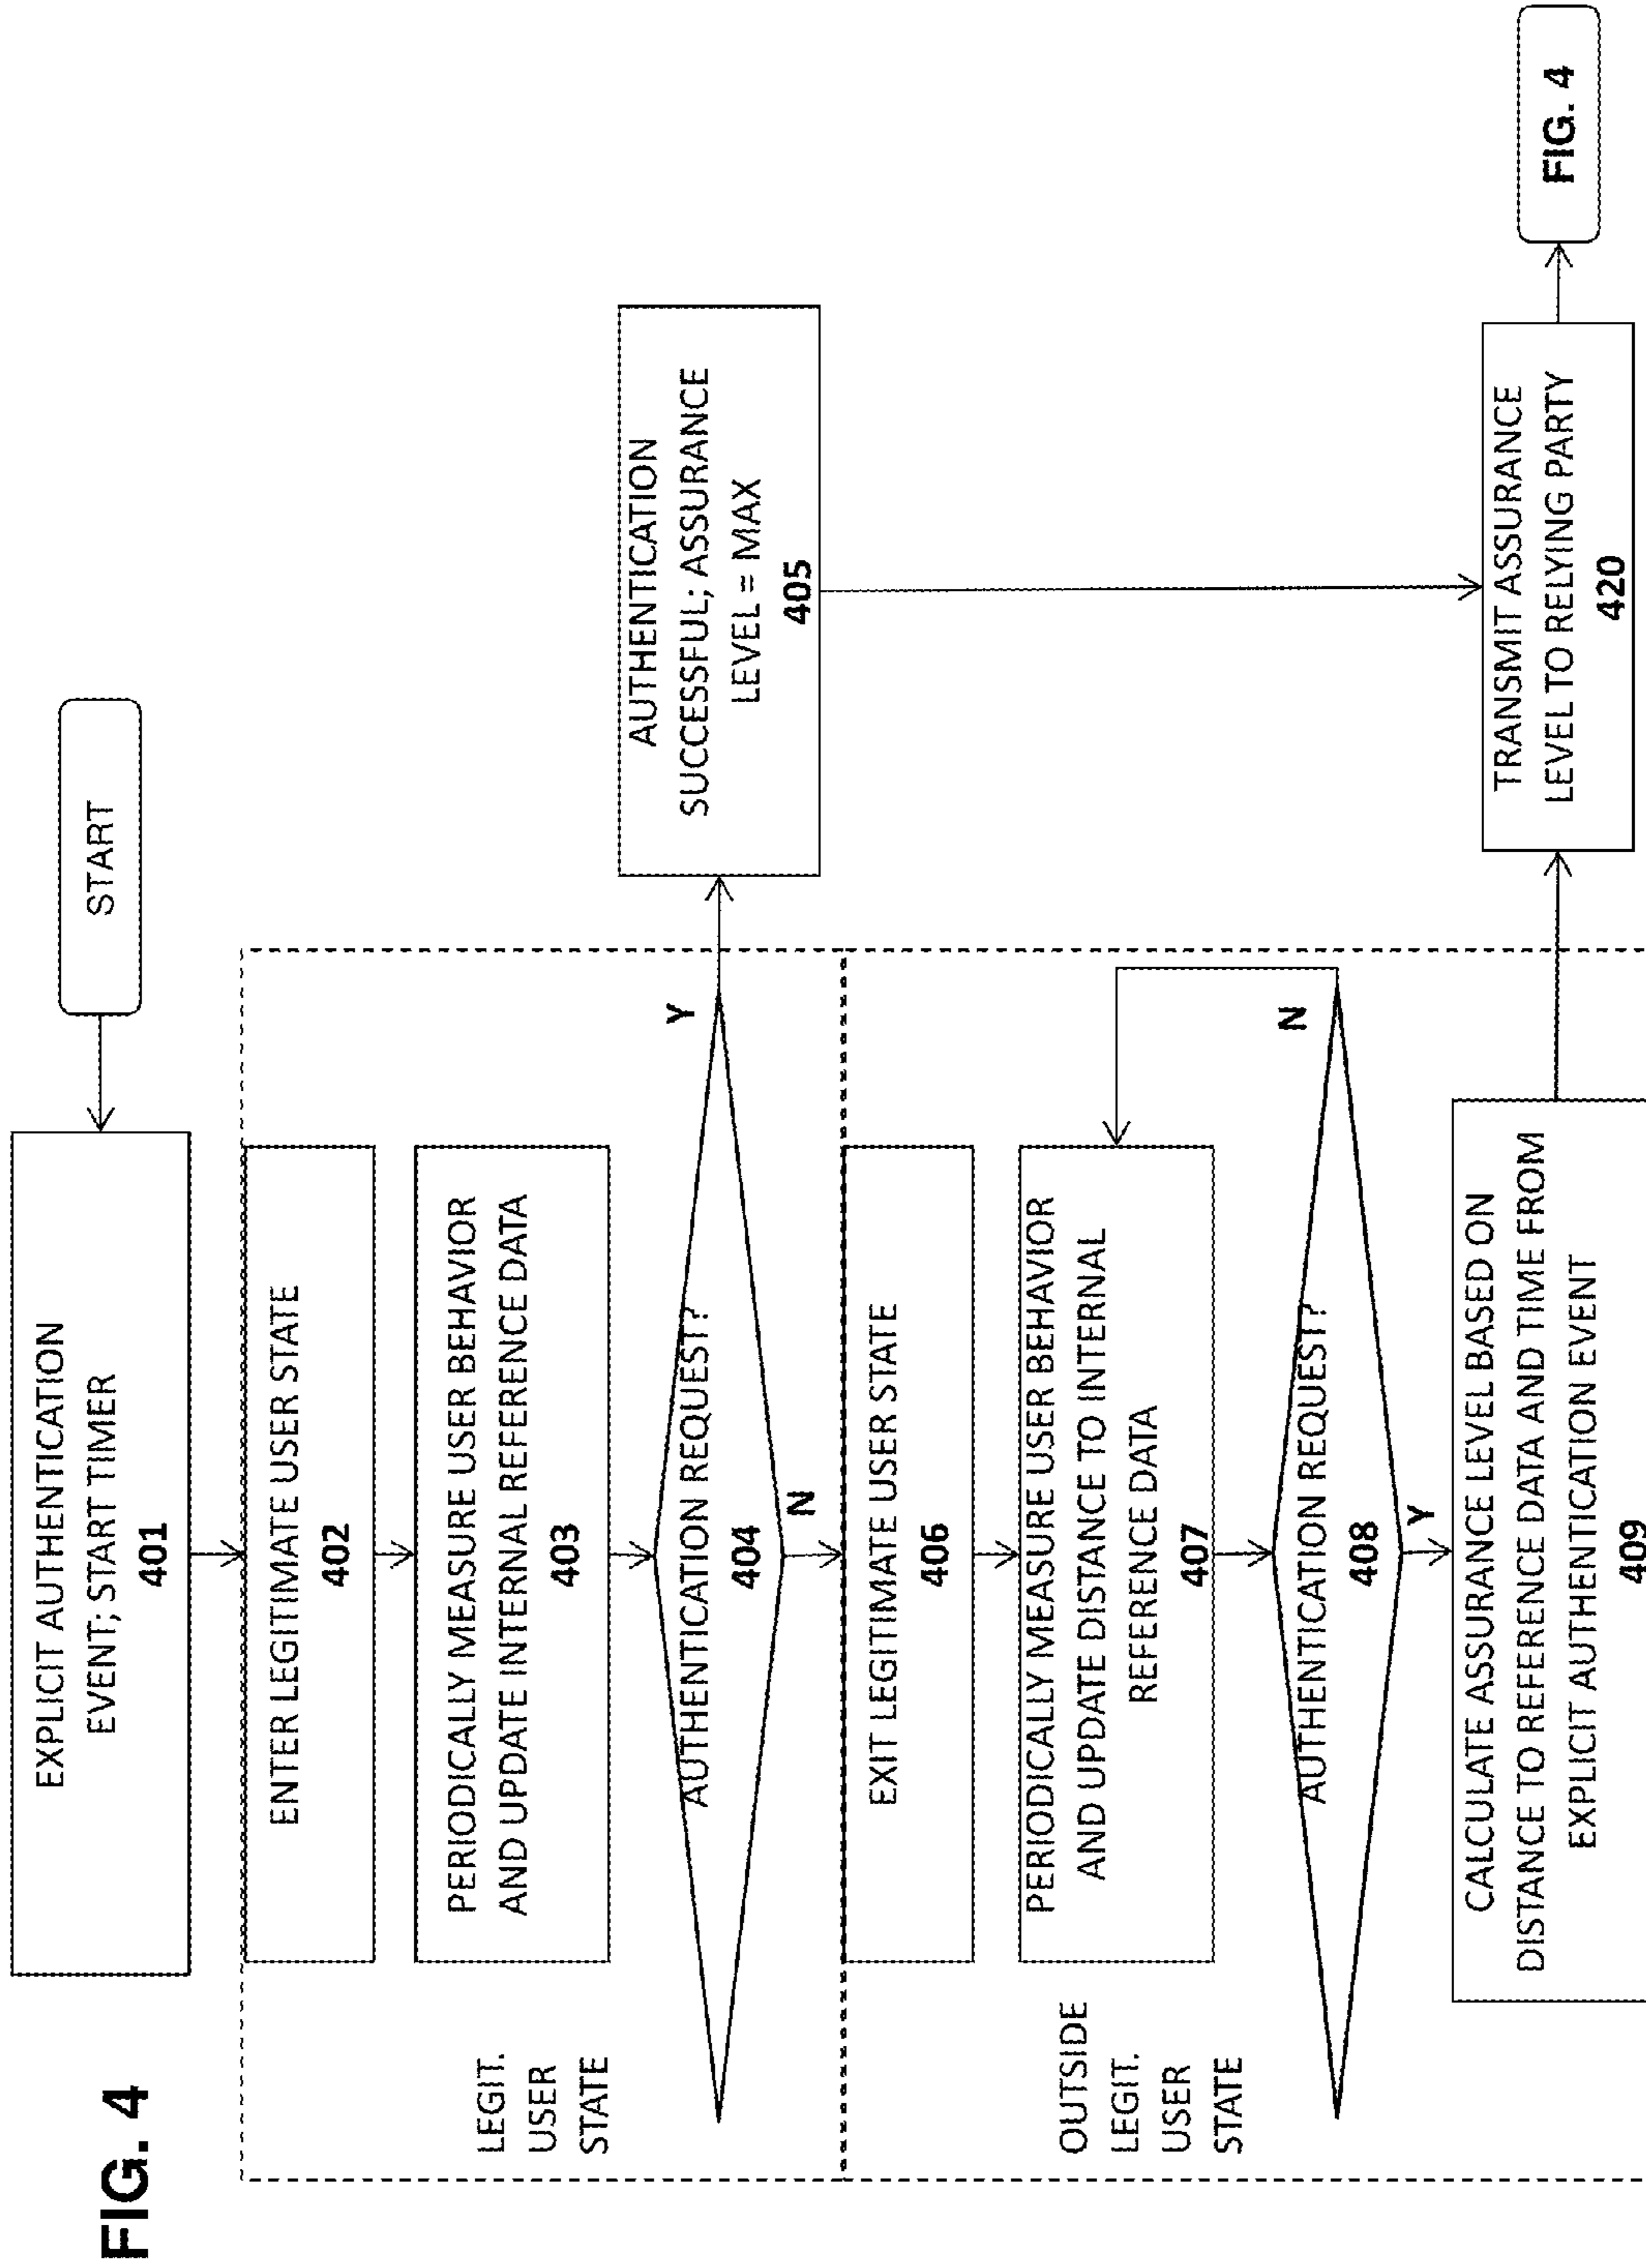 FIG. 4
START
EXPLICIT AUTHENTICATION
EVENT; START TIMER
401
LEGIT.
USER
STATE
ENTER LEGITIMATE USER STATE
402
PERIODICALLY MEASURE USER BEHAVIOR
AND UPDATE INTERNAL REFERENCE DATA
403
AUTHENTICATION REQUEST?
404
Y
N
AUTHENTICATION
SUCCESSFUL; ASSURANCE
LEVEL = MAX
405
OUTSIDE
LEGIT.
USER
STATE
EXIT LEGITIMATE USER STATE
406
PERIODICALLY MEASURE USER BEHAVIOR
AND UPDATE DISTANCE TO INTERNAL
REFERENCE DATA
407
AUTHENTICATION REQUEST?
408
N
Y
CALCULATE ASSURANCE LEVEL BASED ON
DISTANCE TO REFERENCE DATA AND TIME FROM
EXPLICIT AUTHENTICATION EVENT
409
TRANSMIT ASSURANCE
LEVEL TO RELYING PARTY
420
FIG. 4